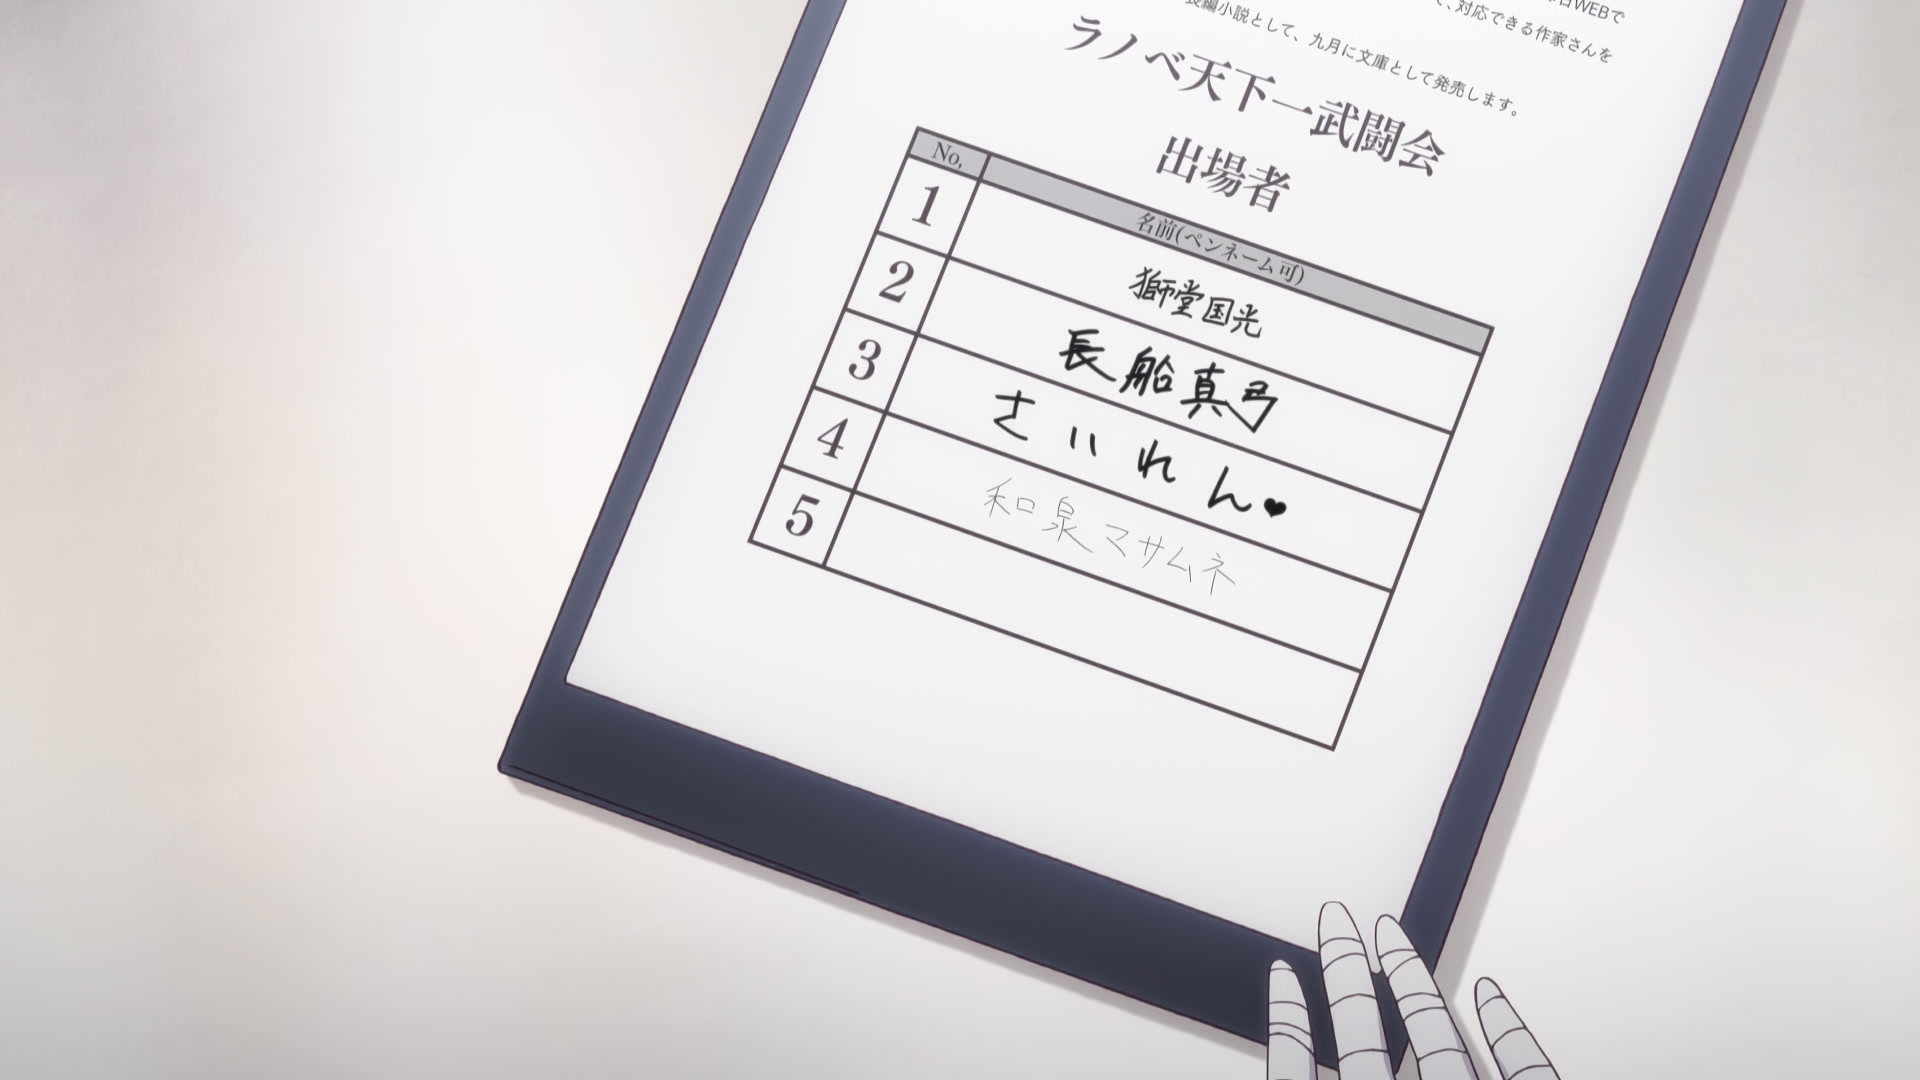 日WEBで
、対応できる作家さんを
長編小説として、九月に文庫として発売します。
ラノベ天下一武闘会
出場者
No,
名前(ペンネーム可)
1
獅堂国光
2
長船真弓
3
さいれん♥
4
和泉マサムネ
5